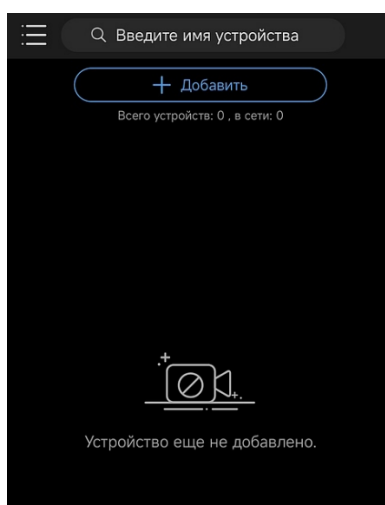 Введите имя устройства
+ Добавить
Всего устройств: 0 , в сети: 0
Устройство еще не добавлено.